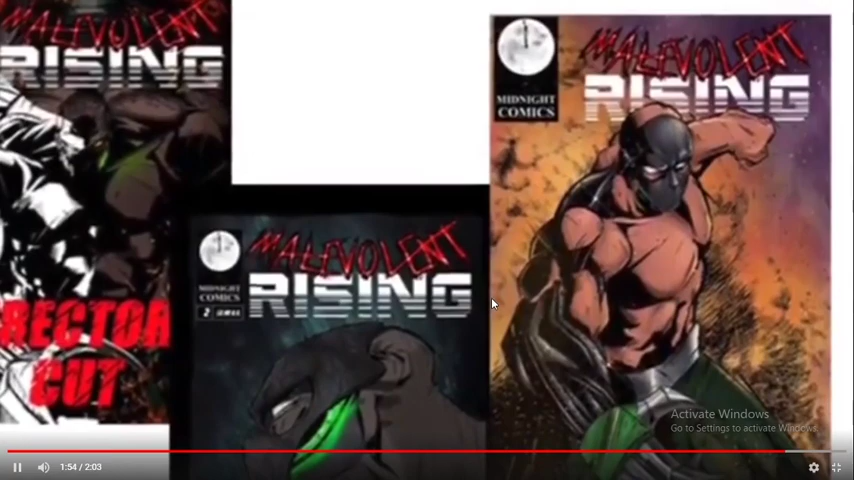 MALEVOLENT
RISING
RECTOR
CUT
MIDNIGHT
COMICS
2
MALEVOLENT
RISING
MIDNIGHT
COMICS
MALEVOLENT
RISING
Activate Windows
Go to Settings to activate Windows.
1:54 / 2:03